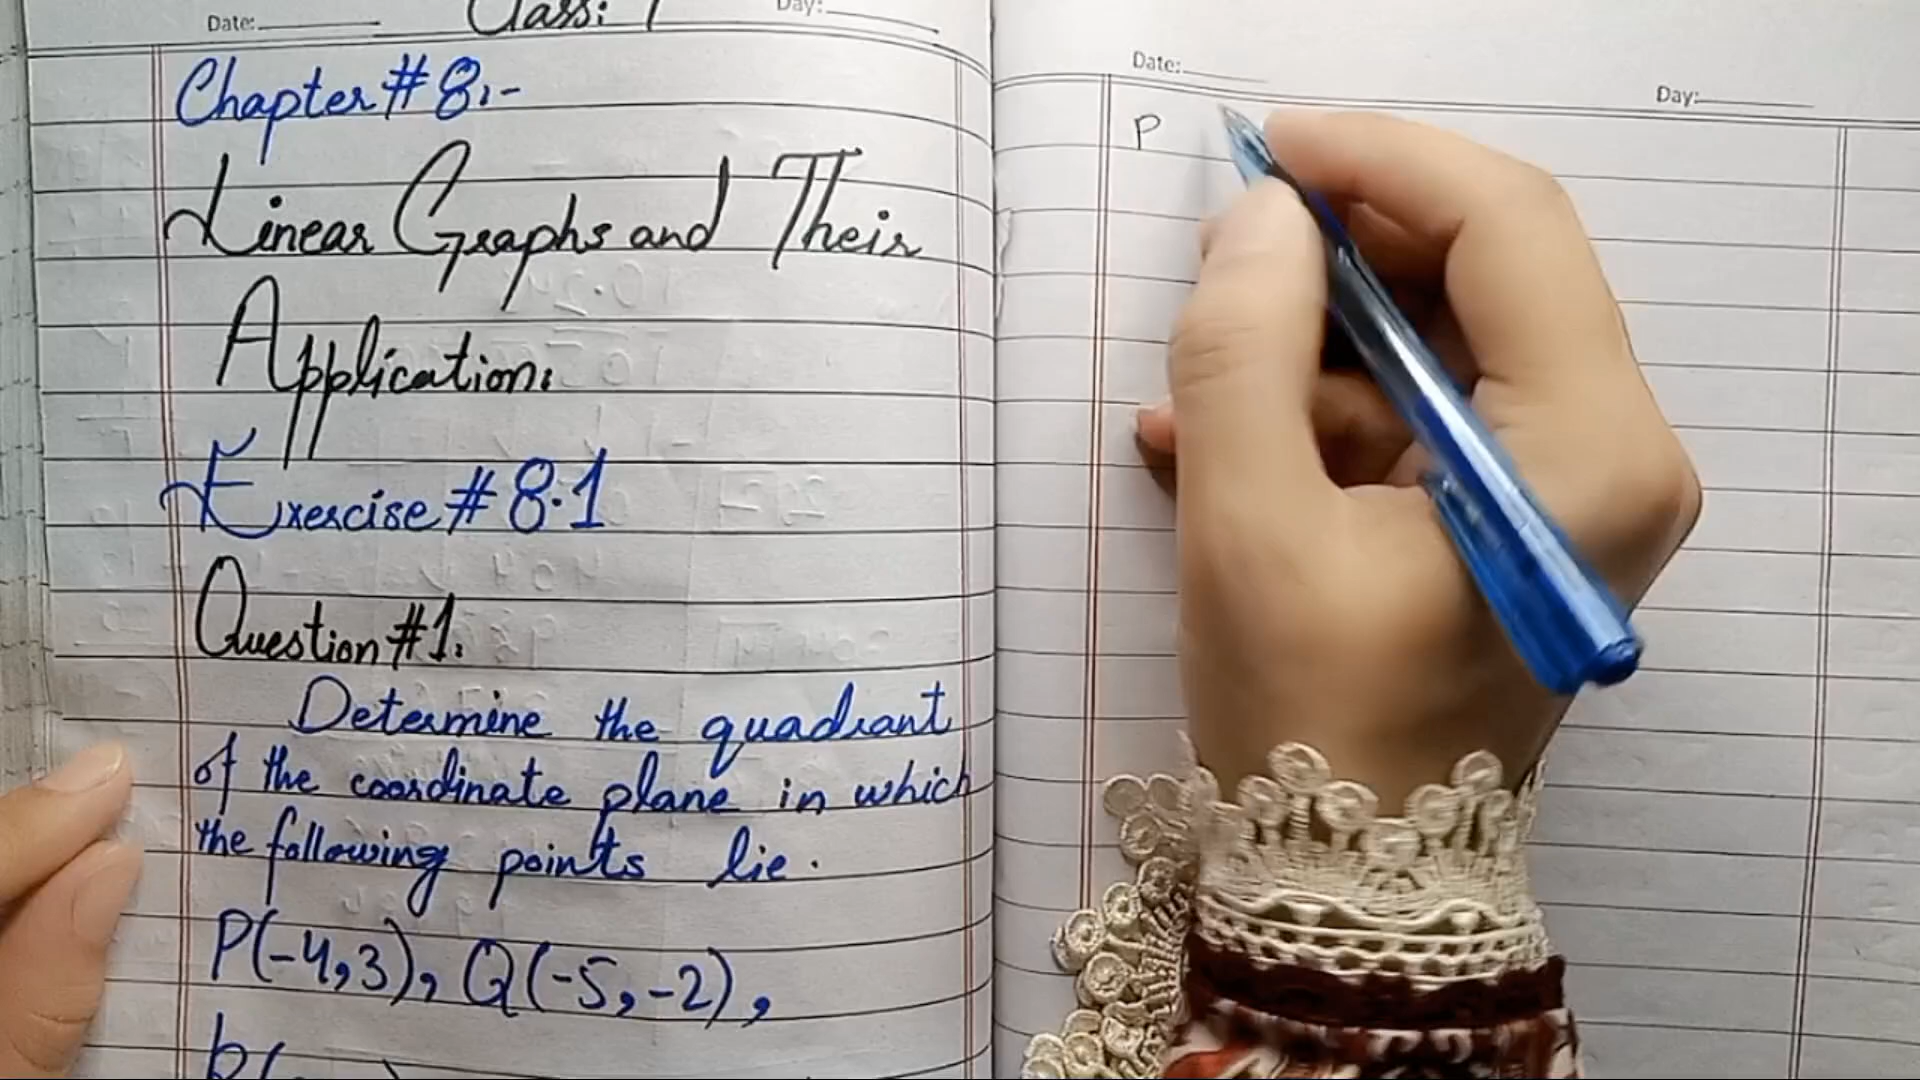 Date: Class: Day:
Chapter # 8:-
Linear Graphs and Their
Application:
Exercise # 8.1
Question #1:
Determine the quadrant
of the coordinate plane in which
the following points lie.
P(-4,3), Q(-5,-2),
Date: Day:
P